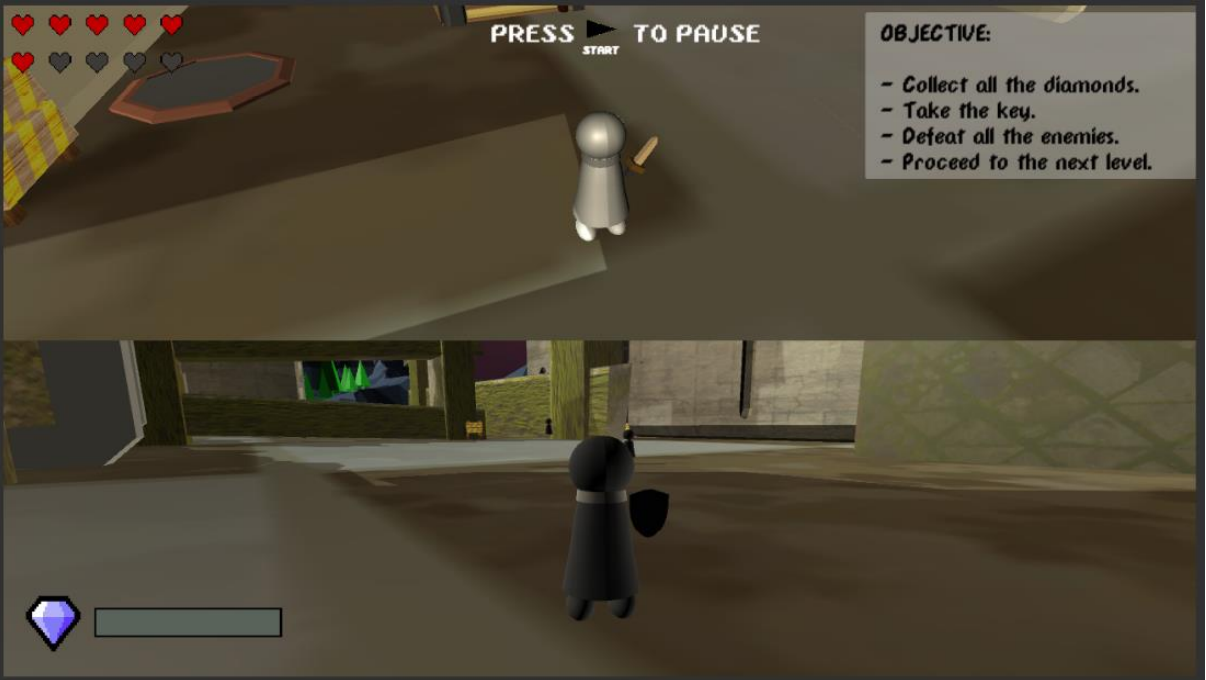 PRESS TO PAUSE
START
OBJECTIVE:
- Collect all the diamonds.
- Take the key.
- Defeat all the enemies.
- Proceed to the next level.